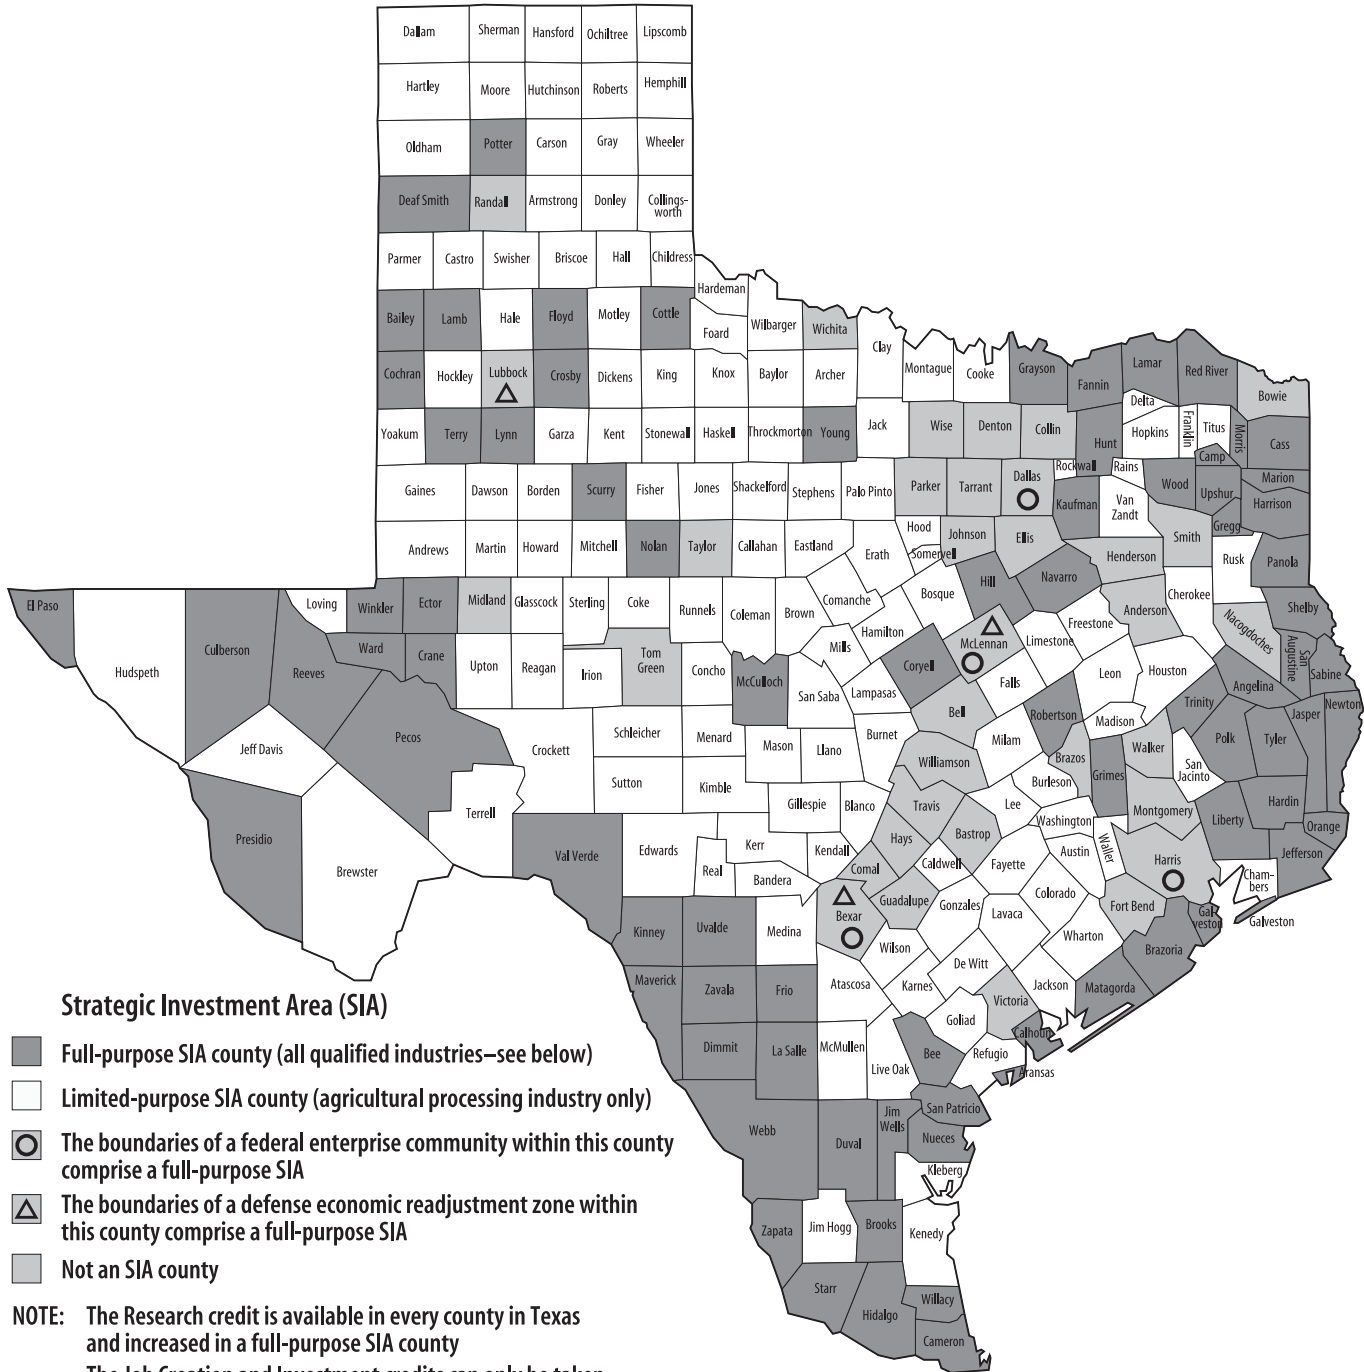 Dallam Sherman Hansford Ochiltree Lipscomb
Hartley Moore Hutchinson Roberts Hemphill
Oldham Potter Carson Gray Wheeler
Deaf Smith Randall Armstrong Donley Collings-
worth
Parmer Castro Swisher Briscoe Hall Childress
Hardeman
Bailey Lamb Hale Floyd Motley Cottle Foard Wilbarger Wichita Clay
Cochran Hockley Lubbock Crosby Dickens King Knox Baylor Archer Montague Cooke Grayson Fannin Lamar Red River Bowie
Delta
Yoakum Terry Lynn Garza Kent Stonewall Haskell Throckmorton Young Jack Wise Denton Collin Hunt Hopkins Franklin Titus Morris Cass
Camp
Gaines Dawson Borden Scurry Fisher Jones Shackelford Stephens Palo Pinto Parker Tarrant Dallas Rockwall Rains Wood Upshur Marion
Kaufman Van
Zandt Harrison
Gregg
Andrews Martin Howard Mitchell Nolan Taylor Callahan Eastland Erath Hood Johnson Ellis Henderson Smith Rusk Panola
Somervell
El Paso Loving Winkler Ector Midland Glasscock Sterling Coke Runnels Coleman Brown Comanche Bosque Hill Navarro Anderson Cherokee Shelby
Hudspeth Culberson Reeves Ward Crane Upton Reagan Irion Tom
Green Concho McCulloch Mills Hamilton Coryell McLennan Limestone Freestone Nacogdoches San
Augustine Sabine
San Saba Lampasas Bell Falls Leon Houston Angelina
Jeff Davis Pecos Crockett Schleicher Menard Mason Llano Burnet Williamson Milam Robertson Madison Trinity Polk Tyler Jasper Newton
Sutton Kimble Brazos Walker San
Jacinto
Grimes Burleson
Presidio Brewster Terrell Val Verde Edwards Gillespie Blanco Travis Lee Washington Montgomery Liberty Hardin Orange
Real Kerr Kendall Hays Bastrop Austin Waller Harris Jefferson
Bandera Comal Caldwell Fayette Colorado Cham-
bers
Kinney Uvalde Medina Bexar Guadalupe Gonzales Lavaca Fort Bend Gal-
veston Galveston
Wilson Wharton Brazoria
Maverick Zavala Frio Atascosa Karnes De Witt Jackson Matagorda
Victoria
Dimmit La Salle McMullen Live Oak Bee Goliad Refugio Calhoun
Aransas
Webb Duval Jim
Wells San Patricio
Nueces
Kleberg
Zapata Jim Hogg Brooks Kenedy
Starr Hidalgo Willacy
Cameron
Strategic Investment Area (SIA)
Full-purpose SIA county (all qualified industries–see below)
Limited-purpose SIA county (agricultural processing industry only)
The boundaries of a federal enterprise community within this county
comprise a full-purpose SIA
The boundaries of a defense economic readjustment zone within
this county comprise a full-purpose SIA
Not an SIA county
NOTE: The Research credit is available in every county in Texas
and increased in a full-purpose SIA county
The Job Creation and Investment credits can only be taken